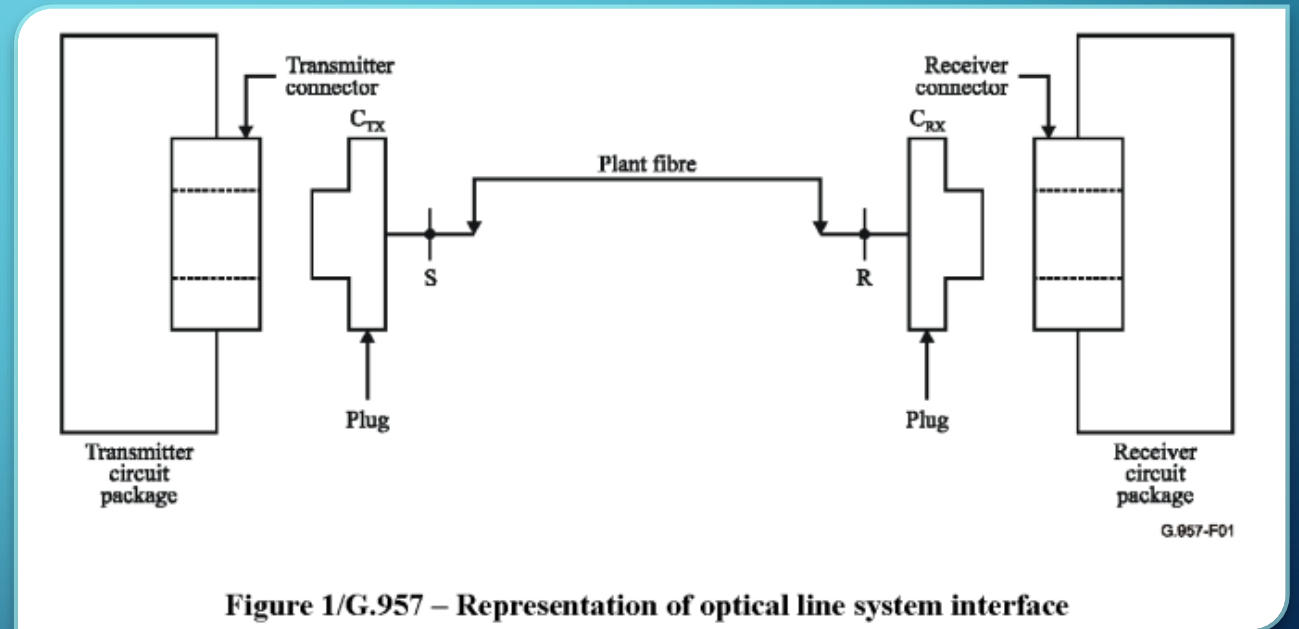 Transmitter
connector
C_TX
Receiver
connector
C_RX
Plant fibre
S
R
Plug
Plug
Transmitter
circuit
package
Receiver
circuit
package
G.957-F01
Figure 1/G.957 – Representation of optical line system interface